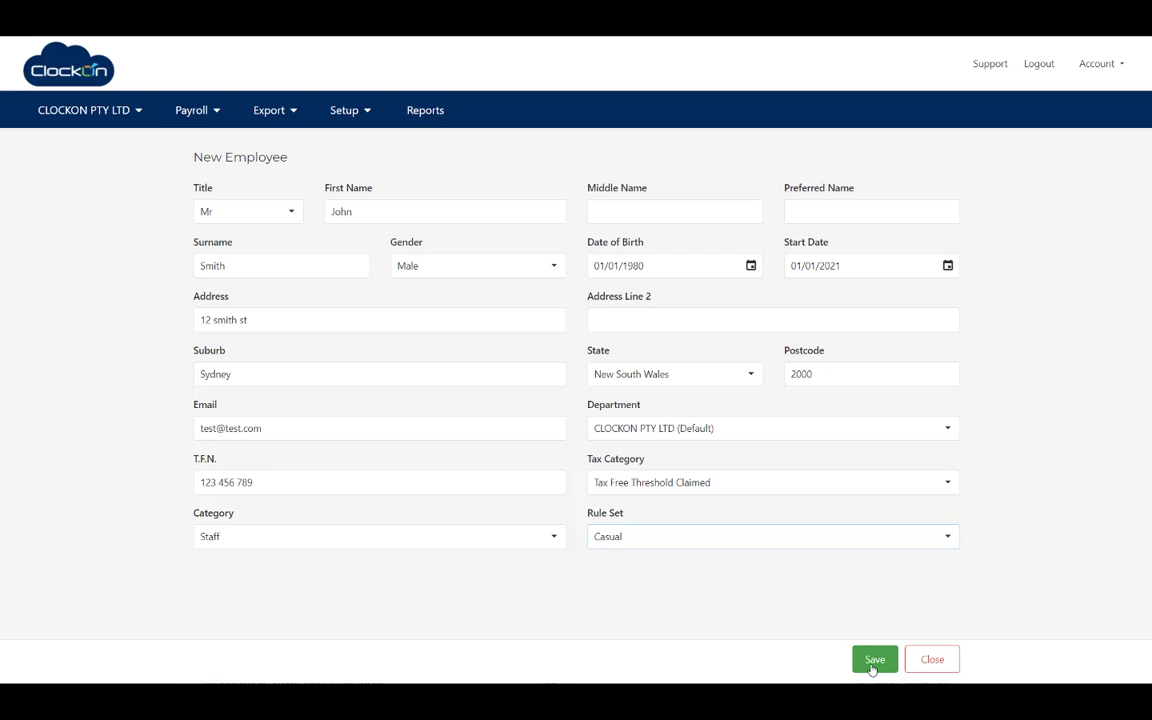 ClockOn
Support Logout Account
CLOCKON PTY LTD Payroll Export Setup Reports
New Employee
Title First Name Middle Name Preferred Name
Mr John
Surname Gender Date of Birth Start Date
Smith Male 01/01/1980 01/01/2021
Address Address Line 2
12 smith st
Suburb State Postcode
Sydney New South Wales 2000
Email Department
test@test.com CLOCKON PTY LTD (Default)
T.F.N. Tax Category
123 456 789 Tax Free Threshold Claimed
Category Rule Set
Staff Casual
Save Close